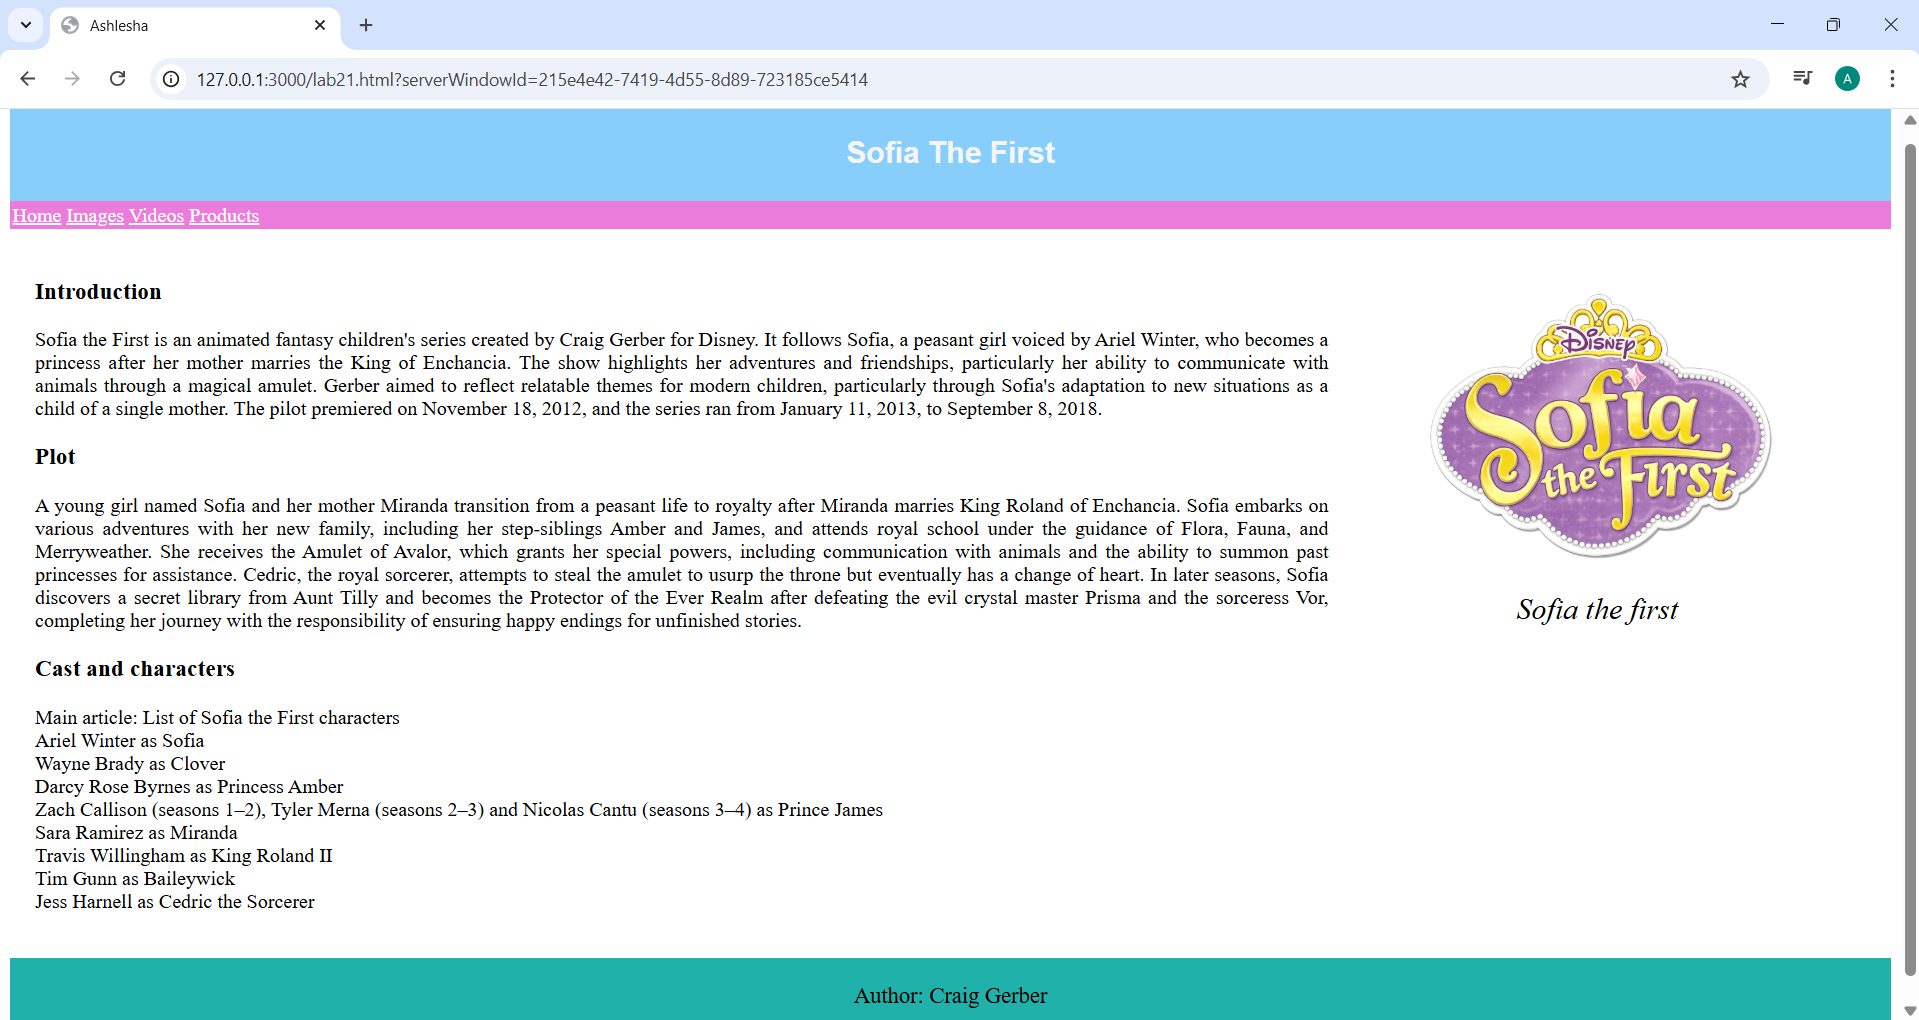 Ashlesha
127.0.0.1:3000/lab21.html?serverWindowId=215e4e42-7419-4d55-8d89-723185ce5414
A
Sofia The First
Home Images Videos Products
Introduction
Sofia the First is an animated fantasy children's series created by Craig Gerber for Disney. It follows Sofia, a peasant girl voiced by Ariel Winter, who becomes a
princess after her mother marries the King of Enchancia. The show highlights her adventures and friendships, particularly her ability to communicate with
animals through a magical amulet. Gerber aimed to reflect relatable themes for modern children, particularly through Sofia's adaptation to new situations as a
child of a single mother. The pilot premiered on November 18, 2012, and the series ran from January 11, 2013, to September 8, 2018.
Plot
A young girl named Sofia and her mother Miranda transition from a peasant life to royalty after Miranda marries King Roland of Enchancia. Sofia embarks on
various adventures with her new family, including her step-siblings Amber and James, and attends royal school under the guidance of Flora, Fauna, and
Merryweather. She receives the Amulet of Avalor, which grants her special powers, including communication with animals and the ability to summon past
princesses for assistance. Cedric, the royal sorcerer, attempts to steal the amulet to usurp the throne but eventually has a change of heart. In later seasons, Sofia
discovers a secret library from Aunt Tilly and becomes the Protector of the Ever Realm after defeating the evil crystal master Prisma and the sorceress Vor,
completing her journey with the responsibility of ensuring happy endings for unfinished stories.
Cast and characters
Main article: List of Sofia the First characters
Ariel Winter as Sofia
Wayne Brady as Clover
Darcy Rose Byrnes as Princess Amber
Zach Callison (seasons 1–2), Tyler Merna (seasons 2–3) and Nicolas Cantu (seasons 3–4) as Prince James
Sara Ramirez as Miranda
Travis Willingham as King Roland II
Tim Gunn as Baileywick
Jess Harnell as Cedric the Sorcerer
Disney
Sofia
the First
Sofia the first
Author: Craig Gerber